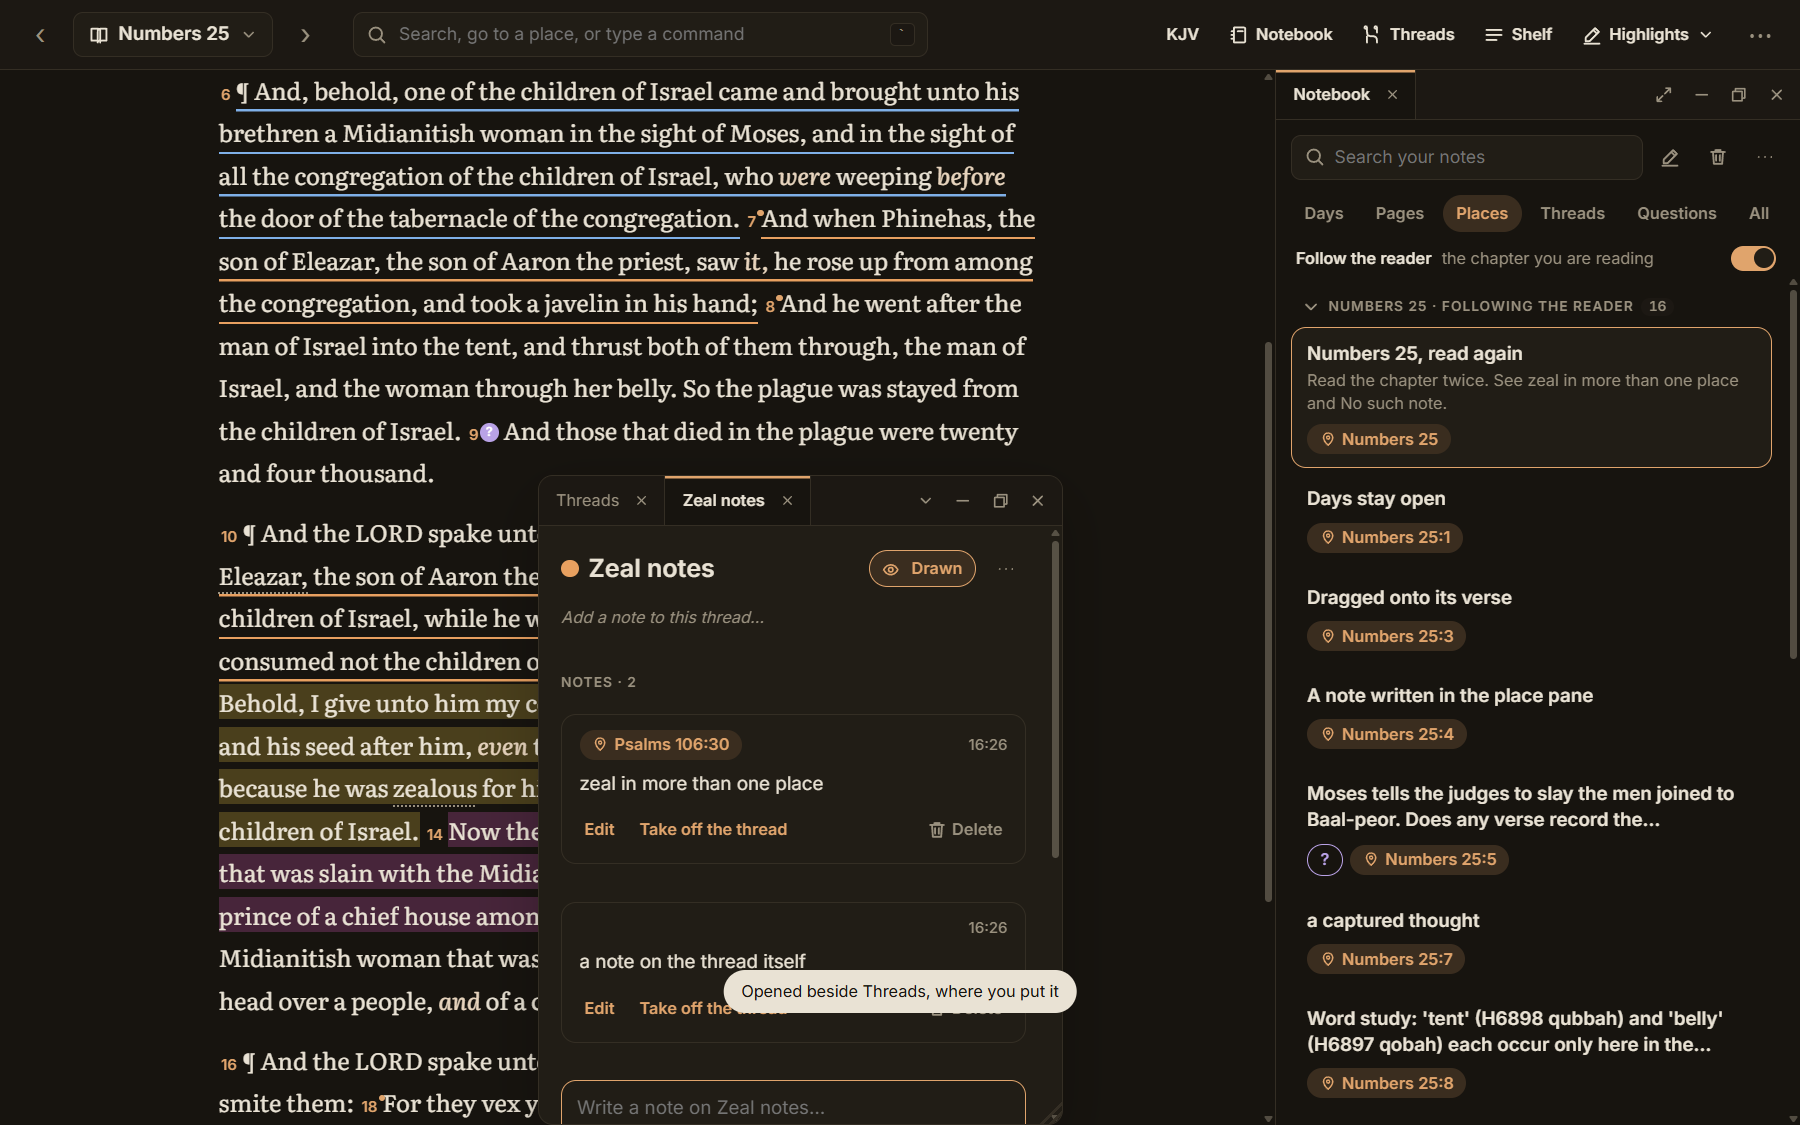 Numbers 25
Search, go to a place, or type a command
`
KJV
Notebook
Threads
Shelf
Highlights
6 ¶ And, behold, one of the children of Israel came and brought unto his
brethren a Midianitish woman in the sight of Moses, and in the sight of
all the congregation of the children of Israel, who were weeping before
the door of the tabernacle of the congregation. 7 And when Phinehas, the
son of Eleazar, the son of Aaron the priest, saw it, he rose up from among
the congregation, and took a javelin in his hand; 8 And he went after the
man of Israel into the tent, and thrust both of them through, the man of
Israel, and the woman through her belly. So the plague was stayed from
the children of Israel. 9 ? And those that died in the plague were twenty
and four thousand.
10 ¶ And the LORD spake unt
Eleazar, the son of Aaron the
children of Israel, while he w
consumed not the children o
Behold, I give unto him my c
and his seed after him, even t
because he was zealous for h
children of Israel. 14 Now the
that was slain with the Midia
prince of a chief house amon
Midianitish woman that was
head over a people, and of a c
16 ¶ And the LORD spake unt
smite them: 18 For they vex y
Threads
Zeal notes
Zeal notes
Drawn
Add a note to this thread...
NOTES · 2
Psalms 106:30
16:26
zeal in more than one place
Edit
Take off the thread
Delete
16:26
a note on the thread itself
Edit
Take off the
Opened beside Threads, where you put it
Write a note on Zeal notes...
Notebook
Search your notes
Days
Pages
Places
Threads
Questions
All
Follow the reader the chapter you are reading
NUMBERS 25 · FOLLOWING THE READER 16
Numbers 25, read again
Read the chapter twice. See zeal in more than one place
and No such note.
Numbers 25
Days stay open
Numbers 25:1
Dragged onto its verse
Numbers 25:3
A note written in the place pane
Numbers 25:4
Moses tells the judges to slay the men joined to
Baal-peor. Does any verse record the...
? Numbers 25:5
a captured thought
Numbers 25:7
Word study: 'tent' (H6898 qubbah) and 'belly'
(H6897 qobah) each occur only here in the...
Numbers 25:8